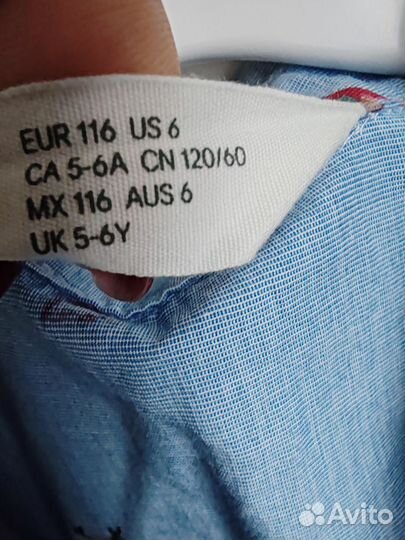 EUR 116 US 6
CA 5-6A CN 120/60
MX 116 AUS 6
UK 5-6Y
Avito